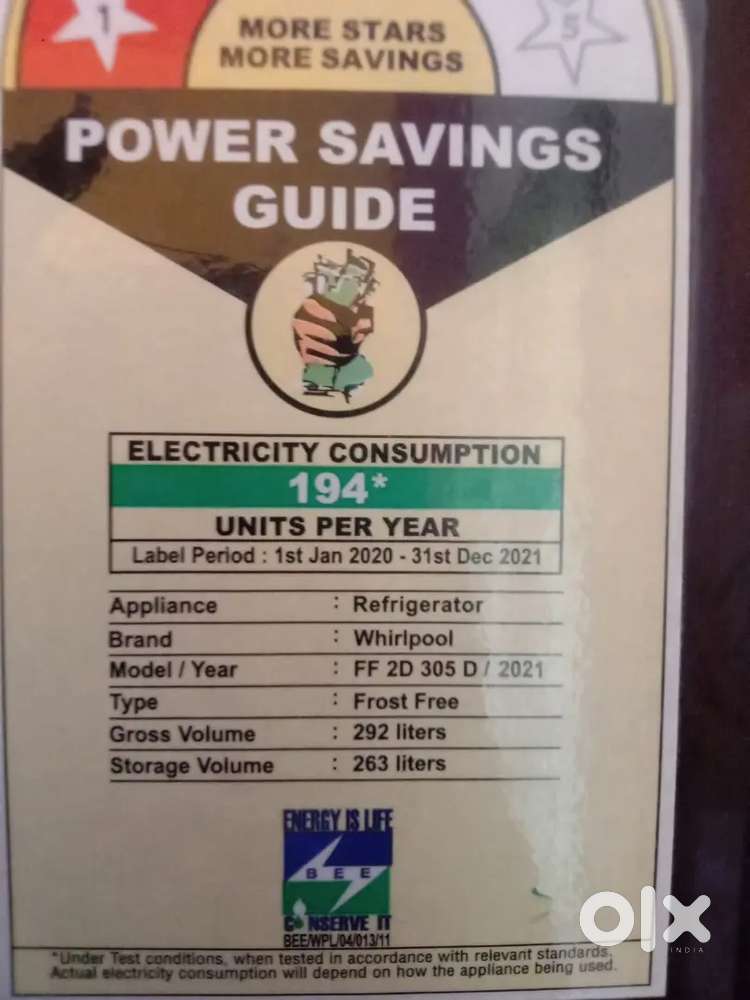 1
5
MORE STARS
MORE SAVINGS
POWER SAVINGS
GUIDE
ELECTRICITY CONSUMPTION
194*
UNITS PER YEAR
Label Period : 1st Jan 2020 - 31st Dec 2021
Appliance : Refrigerator
Brand : Whirlpool
Model / Year : FF 2D 305 D / 2021
Type : Frost Free
Gross Volume : 292 liters
Storage Volume : 263 liters
ENERGY IS LIFE
BEE
CONSERVE IT
BEE/WPL/04/013/11
*Under Test conditions, when tested in accordance with relevant standards.
Actual electricity consumption will depend on how the appliance being used.
olx
INDIA